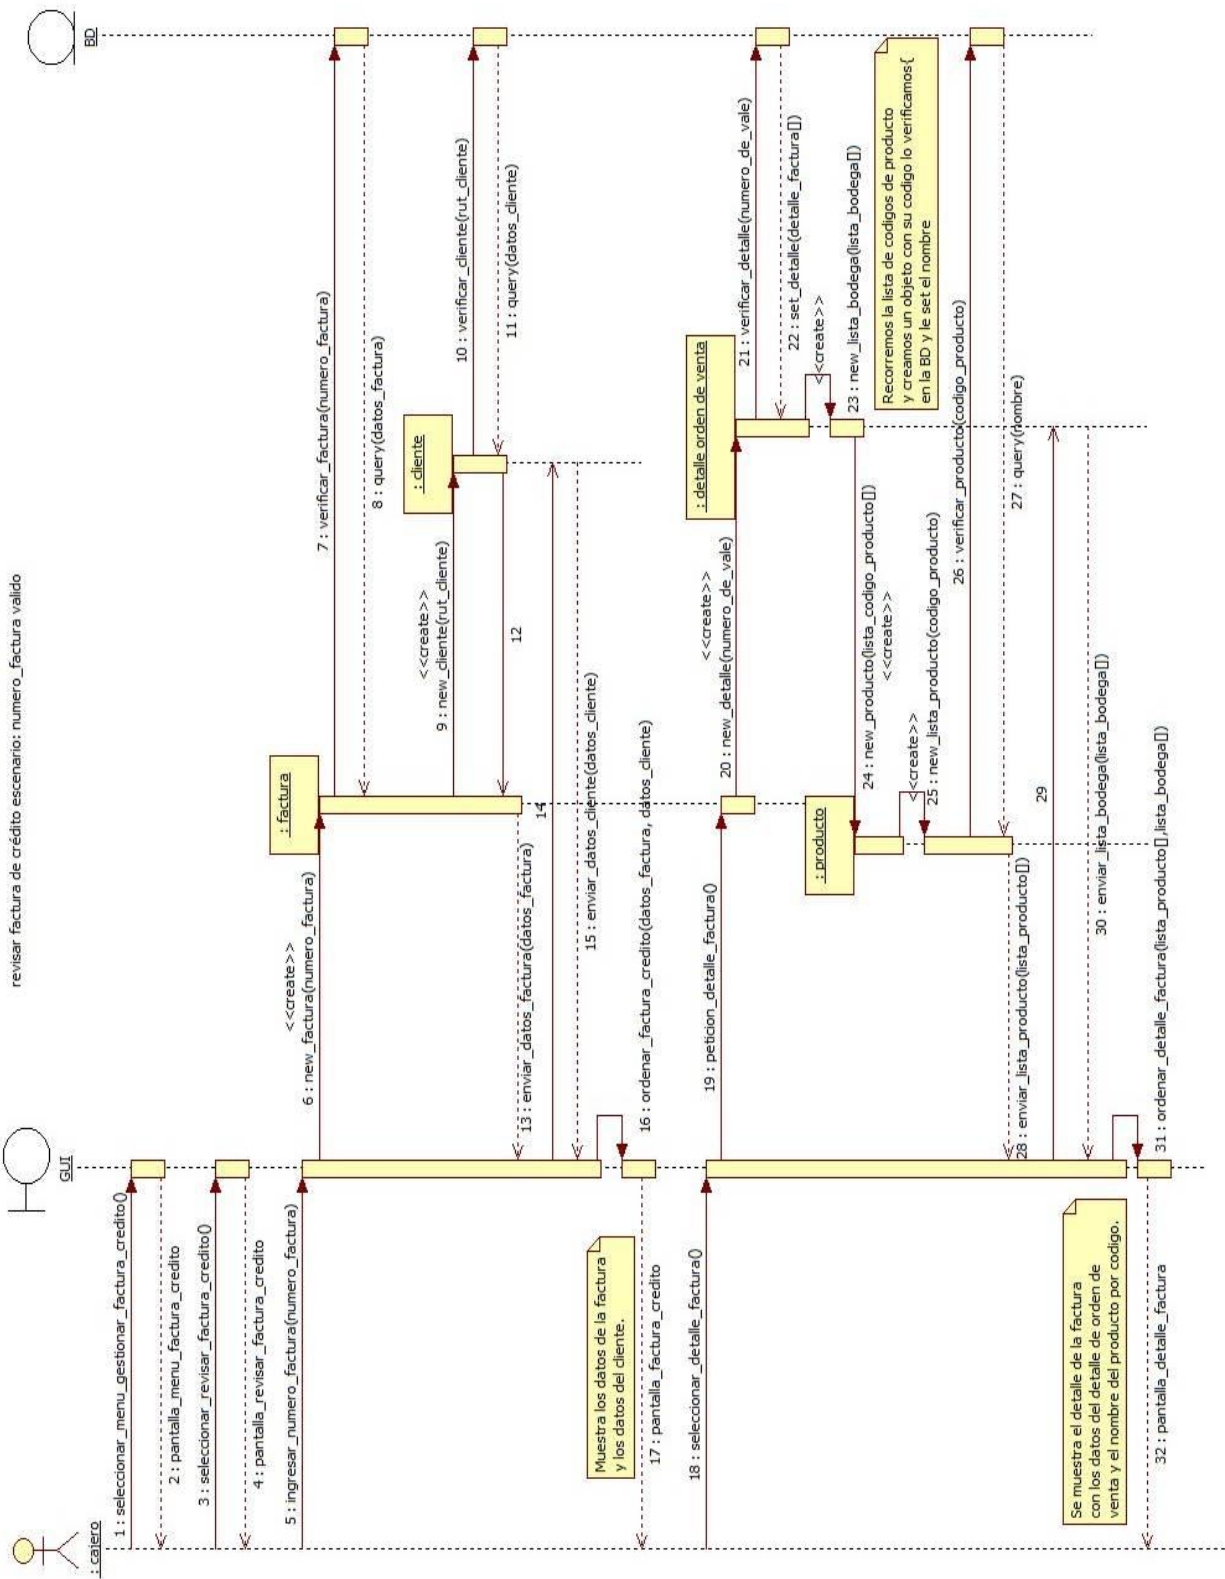 revisar factura de crédito escenario: numero_factura valido
: cajero
GUI
BD
1 : seleccionar_menu_gestionar_factura_credito()
2 : pantalla_menu_factura_credito
3 : seleccionar_revisar_factura_credito()
4 : pantalla_revisar_factura_credito
5 : ingresar_numero_factura(numero_factura)
<<create>>
6 : new_factura(numero_factura)
: factura
7 : verificar_factura(numero_factura)
8 : query(datos_factura)
<<create>>
9 : new_cliente(rut_cliente)
: cliente
10 : verificar_cliente(rut_cliente)
11 : query(datos_cliente)
12
13 : enviar_datos_factura(datos_factura)
14
15 : enviar_datos_cliente(datos_cliente)
16 : ordenar_factura_credito(datos_factura, datos_cliente)
Muestra los datos de la factura
y los datos del cliente.
17 : pantalla_factura_credito
18 : seleccionar_detalle_factura()
19 : peticion_detalle_factura()
<<create>>
20 : new_detalle(numero_de_vale)
: detalle orden de venta
21 : verificar_detalle(numero_de_vale)
22 : set_detalle(detalle_factura[])
<<create>>
23 : new_lista_bodega(lista_bodega[])
24 : new_producto(lista_codigo_producto[])
<<create>>
: producto
<<create>>
25 : new_lista_producto(codigo_producto)
Recorremos la lista de codigos de producto
y creamos un objeto con su codigo lo verificamos{
en la BD y le set el nombre
26 : verificar_producto(codigo_producto)
27 : query(nombre)
28 : enviar_lista_producto(lista_producto[])
29
30 : enviar_lista_bodega(lista_bodega[])
31 : ordenar_detalle_factura(lista_producto[],lista_bodega[])
Se muestra el detalle de la factura
con los datos del detalle de orden de
venta y el nombre del producto por codigo.
32 : pantalla_detalle_factura